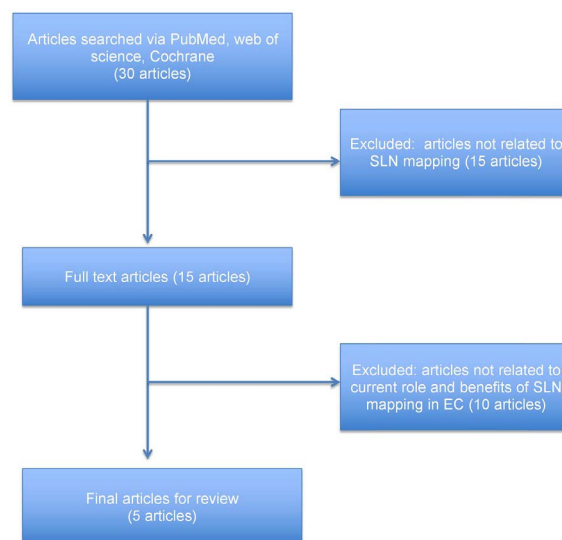 Articles searched via PubMed, web of
science, Cochrane
(30 articles)
Excluded:  articles not related to
SLN mapping (15 articles)
Full text articles (15 articles)
Excluded: articles not related to
current role and benefits of SLN
mapping in EC (10 articles)
Final articles for review
(5 articles)